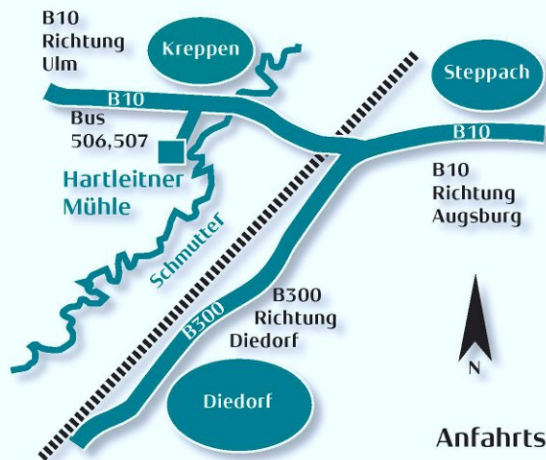 B10
Richtung
Ulm
Kreppen
Steppach
B10
Bus
506,507
B10
Hartleitner
Mühle
B10
Richtung
Augsburg
Schmutter
B300
B300
Richtung
Diedorf
N
Diedorf
Anfahrts